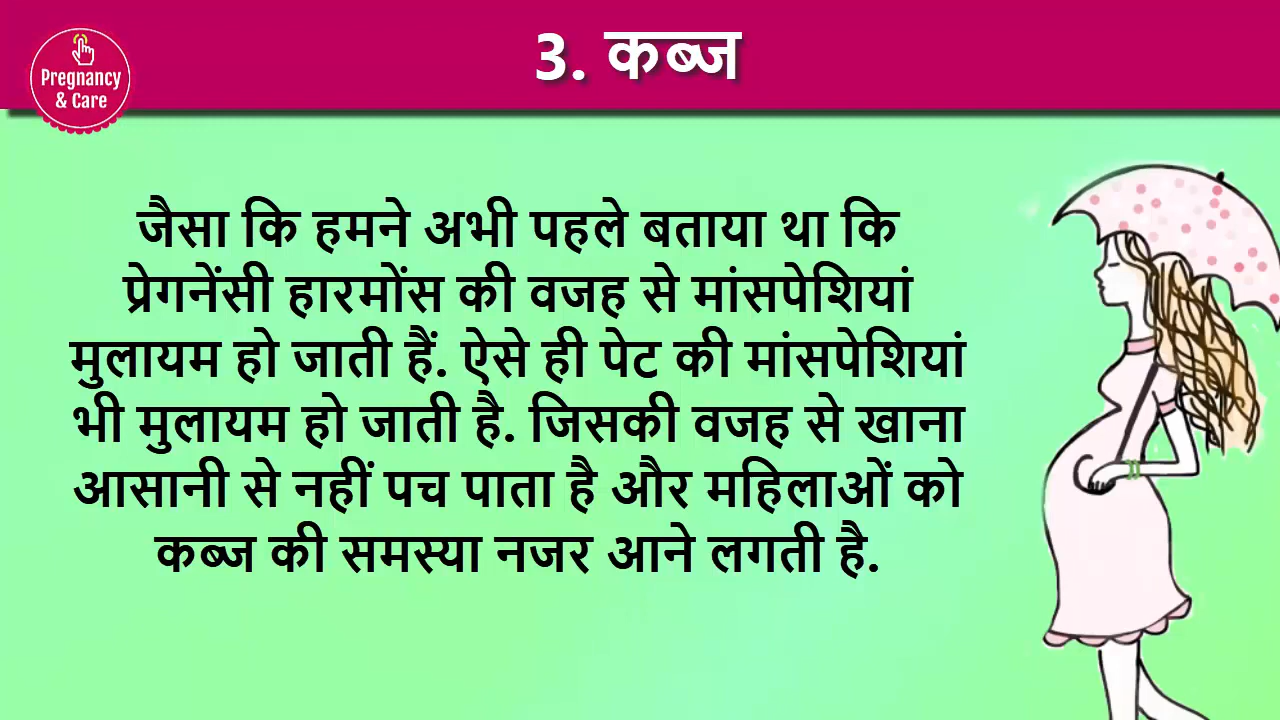 3. कब्ज
Pregnancy
& Care
जैसा कि हमने अभी पहले बताया था कि
प्रेगनेंसी हारमोंस की वजह से मांसपेशियां
मुलायम हो जाती हैं. ऐसे ही पेट की मांसपेशियां
भी मुलायम हो जाती है. जिसकी वजह से खाना
आसानी से नहीं पच पाता है और महिलाओं को
कब्ज की समस्या नजर आने लगती है.